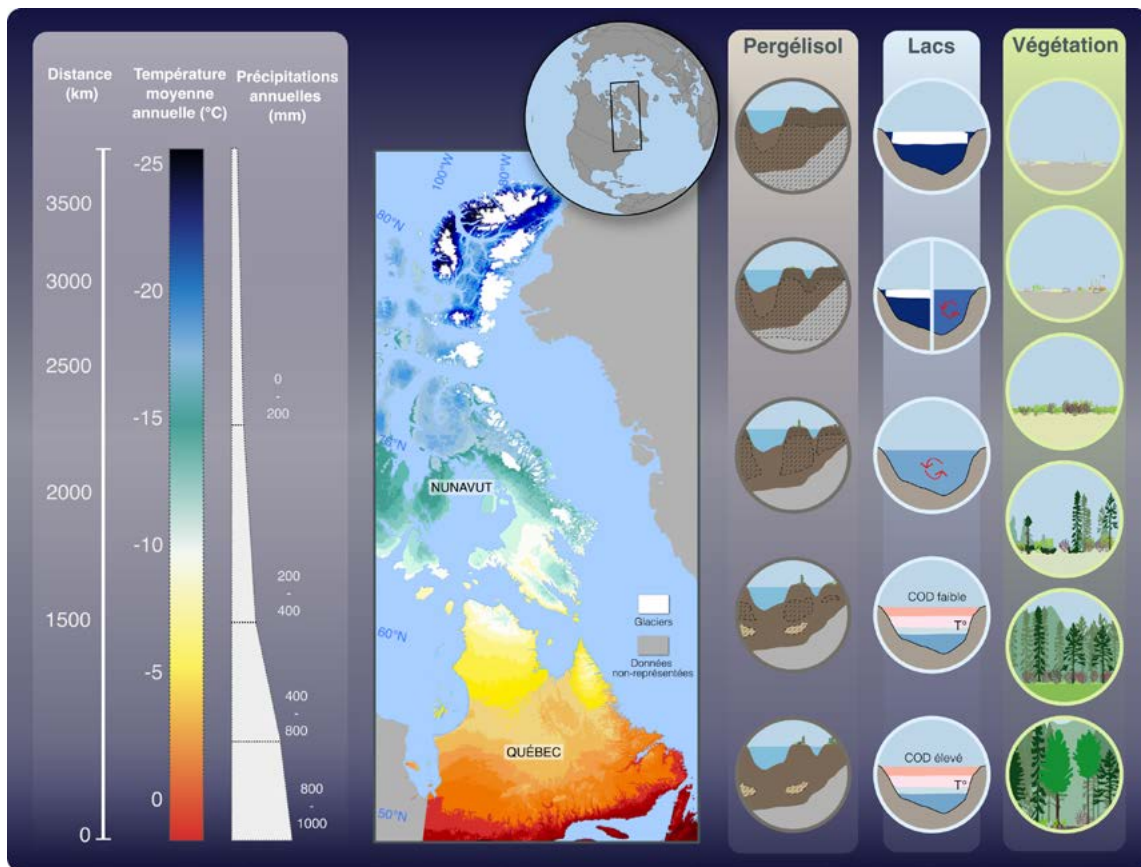 Distance
(km)
Température
moyenne
annuelle (°C)
Précipitations
annuelles
(mm)
3500
3000
2500
2000
1500
0
-25
-20
-15
-10
-5
0
0
-
200
200
-
400
400
-
800
800
-
1000
100°W
80°N
60°N
50°N
NUNAVUT
QUÉBEC
Glaciers
Données
non-représentées
Pergélisol
Lacs
COD faible
T°
COD élevé
T°
Végétation